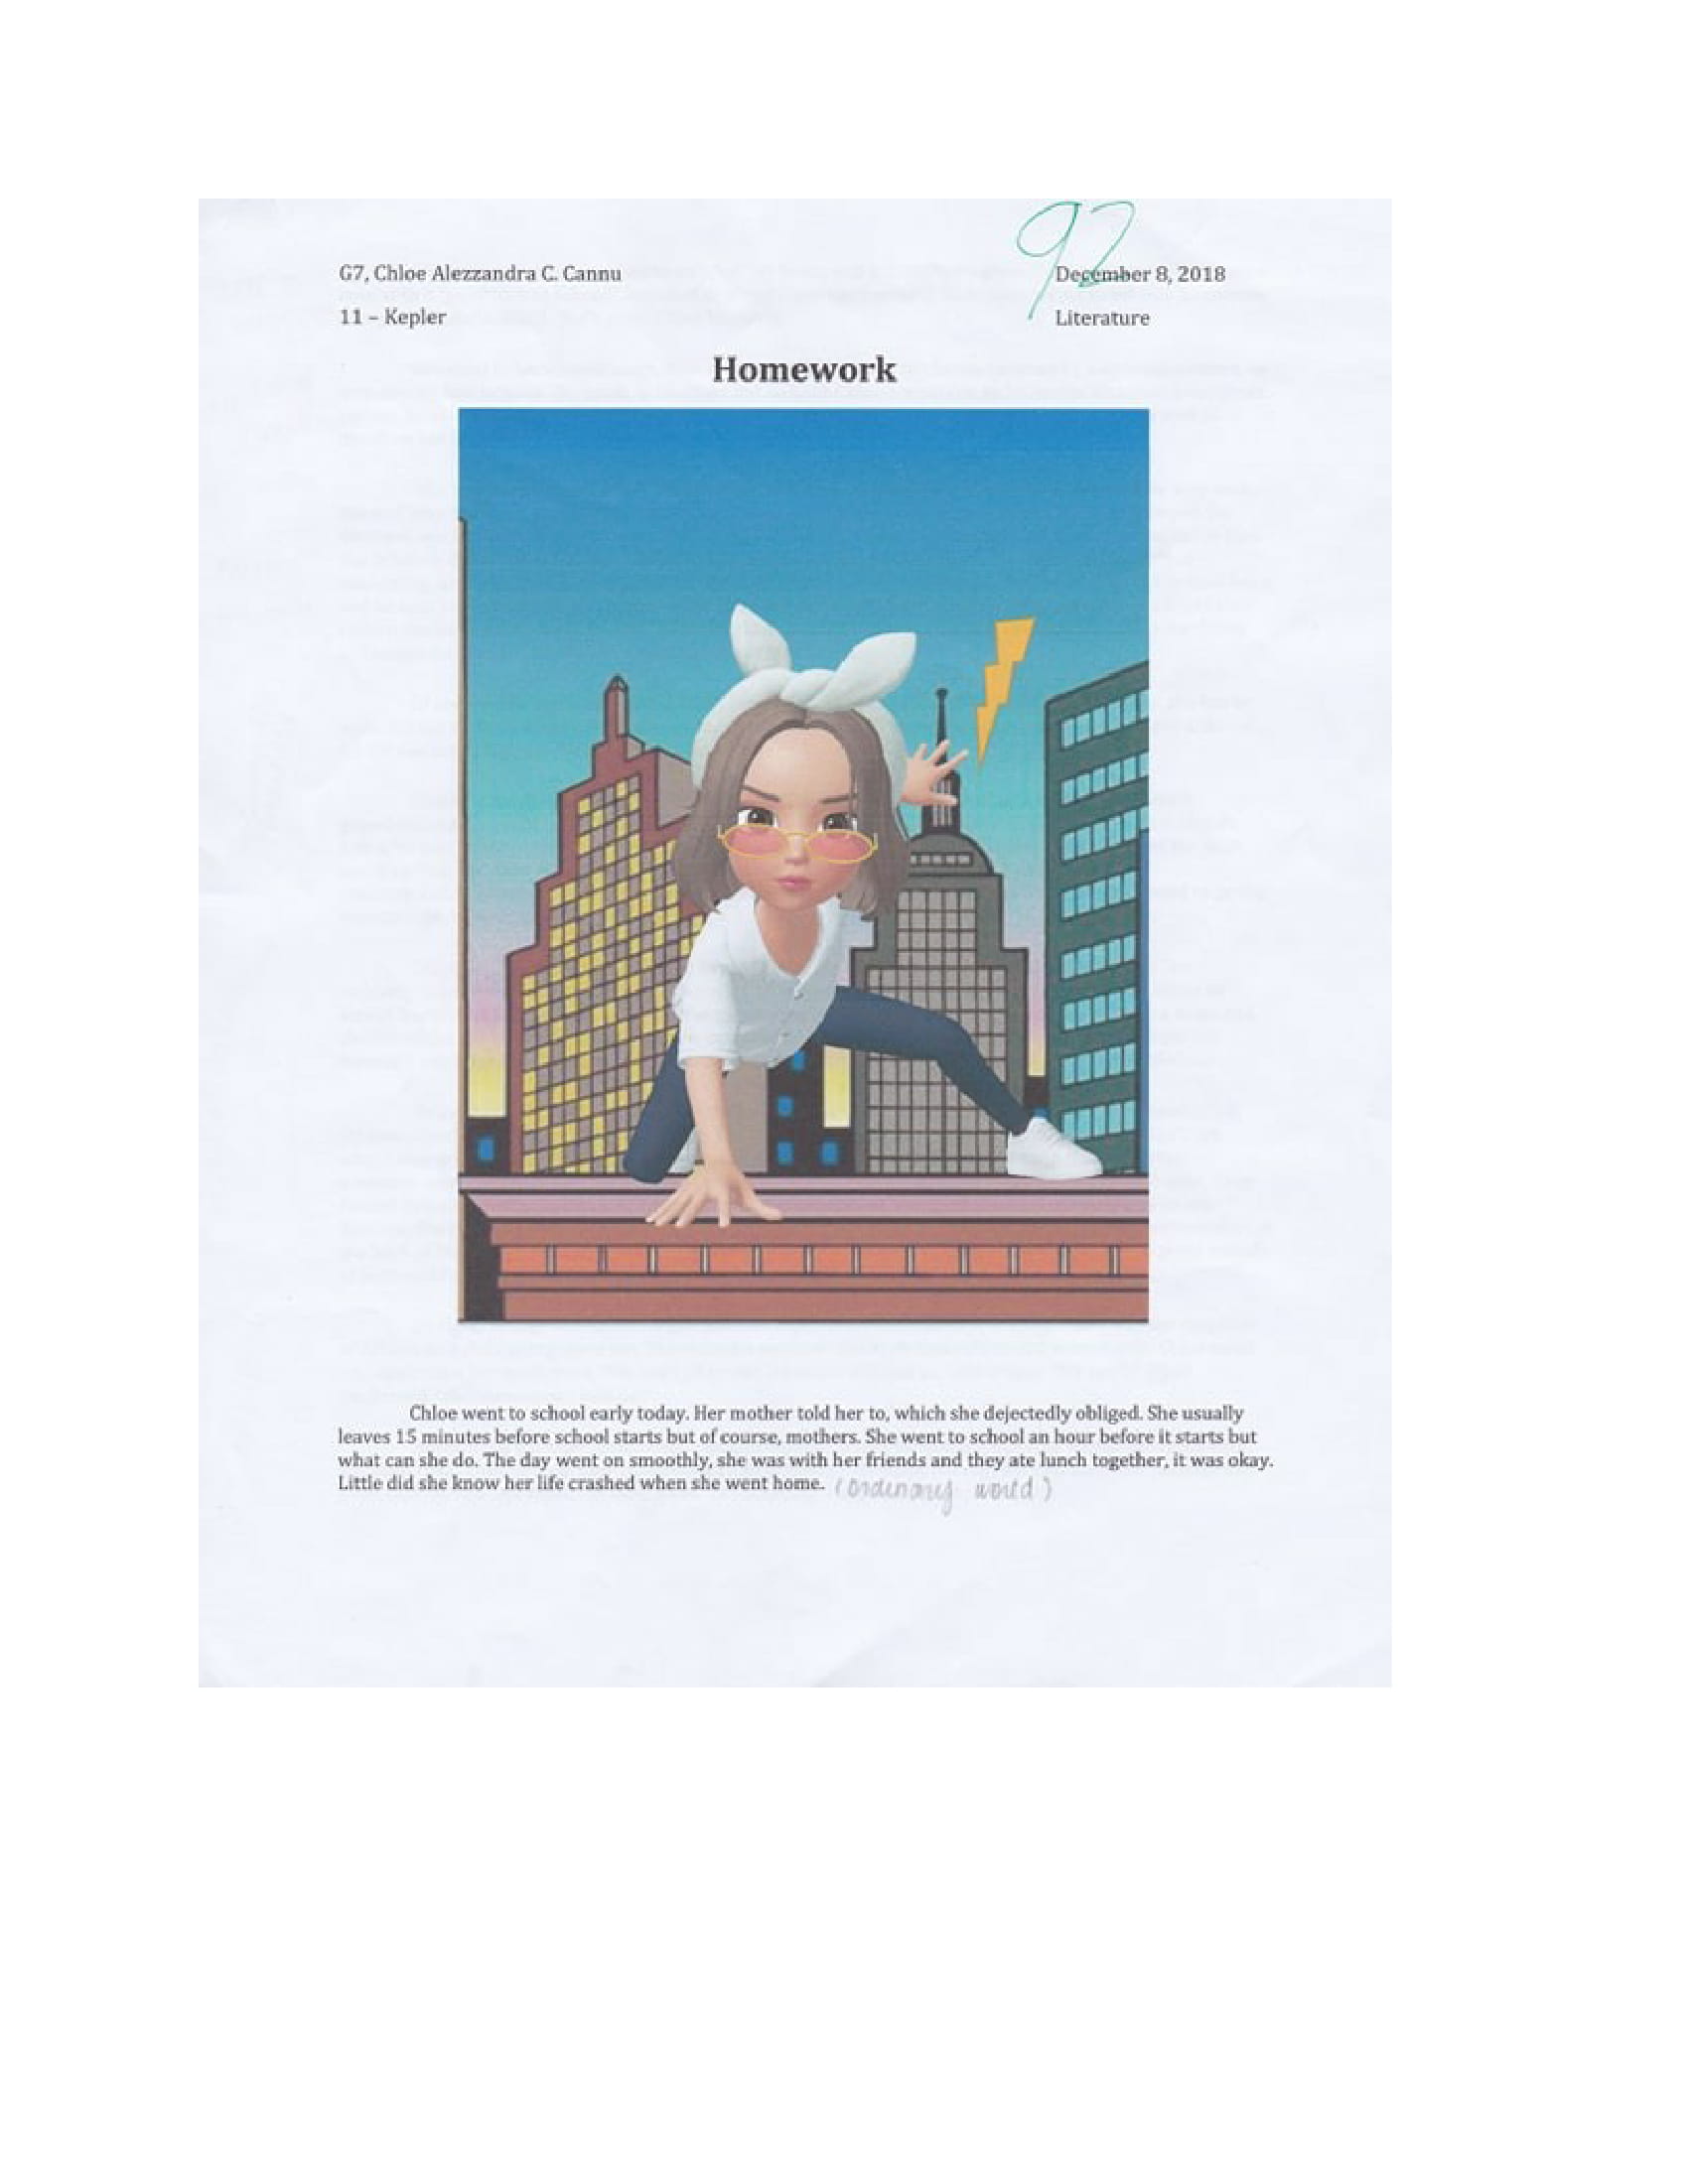 92
G7, Chloe Alezzandra C. Cannu
December 8, 2018
11 – Kepler
Literature
Homework
Chloe went to school early today. Her mother told her to, which she dejectedly obliged. She usually
leaves 15 minutes before school starts but of course, mothers. She went to school an hour before it starts but
what can she do. The day went on smoothly, she was with her friends and they ate lunch together, it was okay.
Little did she know her life crashed when she went home. (ordinary world)